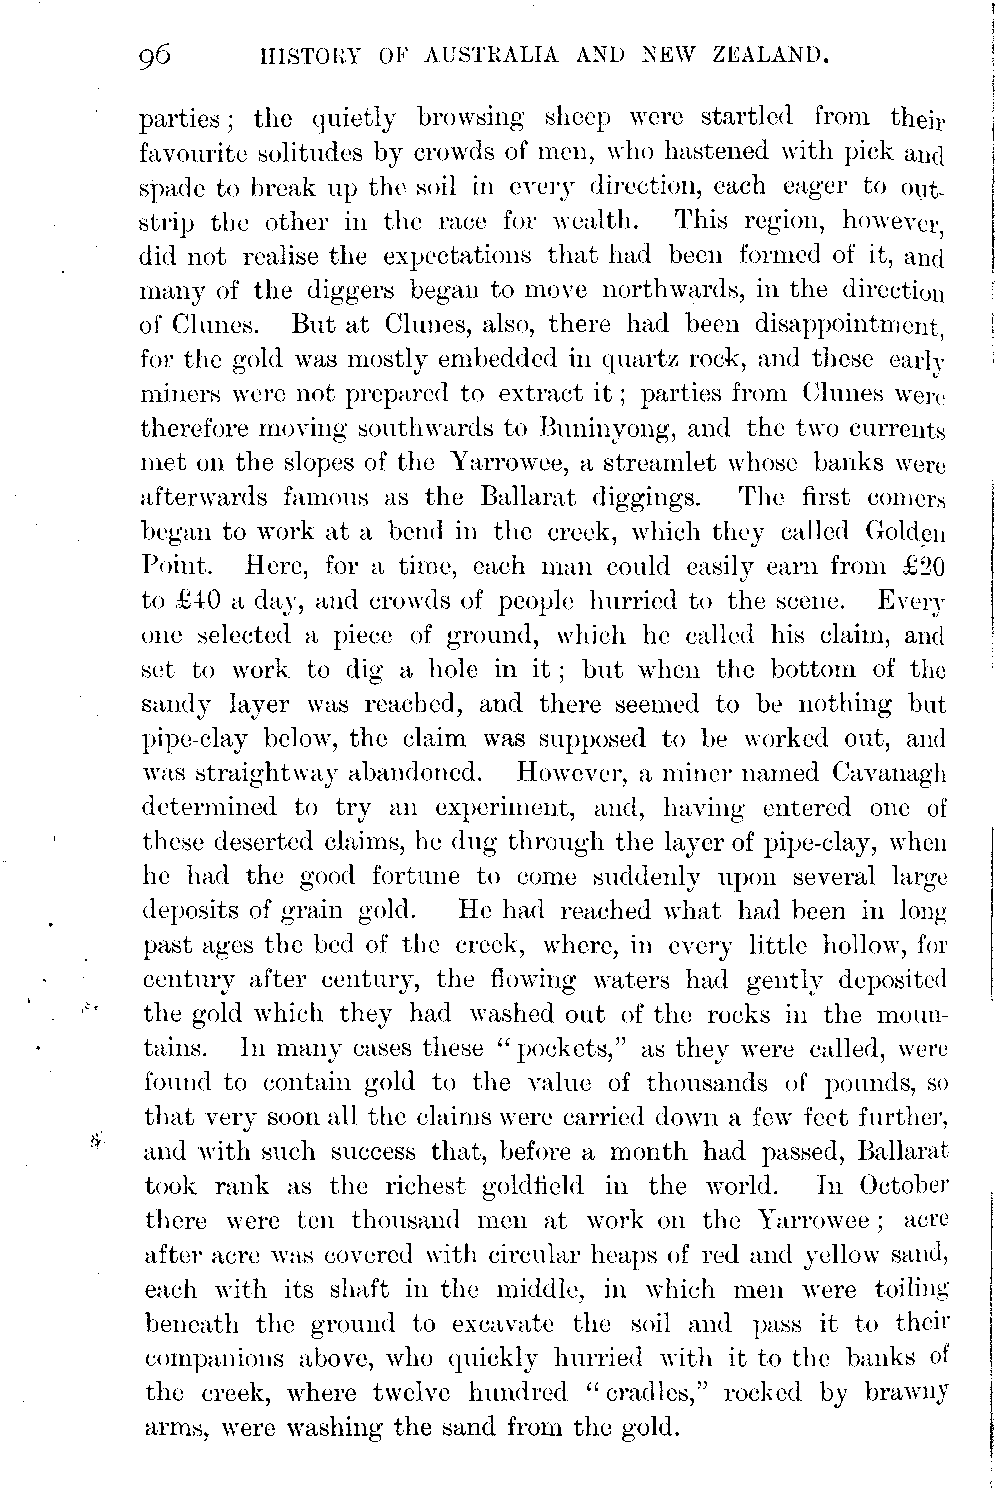 96 HISTORY OF AUSTRALIA AND NEW ZEALAND.
parties; the quietly browsing sheep were startled from their
favourite solitudes by crowds of men, who hastened with pick and
spade to break up the soil in every direction, each eager to out-
strip the other in the race for wealth. This region, however,
did not realise the expectations that had been formed of it, and
many of the diggers began to move northwards, in the direction
of Clunes. But at Clunes, also, there had been disappointment,
for the gold was mostly embedded in quartz rock, and these early
miners were not prepared to extract it; parties from Clunes were
therefore moving southwards to Buninyong, and the two currents
met on the slopes of the Yarrowee, a streamlet whose banks were
afterwards famous as the Ballarat diggings. The first comers
began to work at a bend in the creek, which they called Golden
Point. Here, for a time, each man could easily earn from £20
to £40 a day, and crowds of people hurried to the scene. Every
one selected a piece of ground, which he called his claim, and
set to work to dig a hole in it; but when the bottom of the
sandy layer was reached, and there seemed to be nothing but
pipe-clay below, the claim was supposed to be worked out, and
was straightway abandoned. However, a miner named Cavanagh
determined to try an experiment, and, having entered one of
these deserted claims, he dug through the layer of pipe-clay, when
he had the good fortune to come suddenly upon several large
deposits of grain gold. He had reached what had been in long
past ages the bed of the creek, where, in every little hollow, for
century after century, the flowing waters had gently deposited
the gold which they had washed out of the rocks in the moun-
tains. In many cases these “pockets,” as they were called, were
found to contain gold to the value of thousands of pounds, so
that very soon all the claims were carried down a few feet further,
and with such success that, before a month had passed, Ballarat
took rank as the richest goldfield in the world. In October
there were ten thousand men at work on the Yarrowee; acre
after acre was covered with circular heaps of red and yellow sand,
each with its shaft in the middle, in which men were toiling
beneath the ground to excavate the soil and pass it to their
companions above, who quickly hurried with it to the banks of
the creek, where twelve hundred “cradles,” rocked by brawny
arms, were washing the sand from the gold.